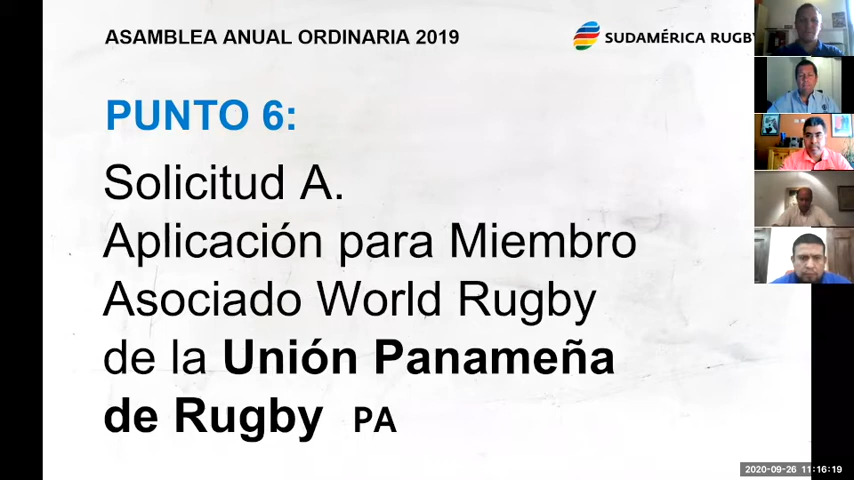 ASAMBLEA ANUAL ORDINARIA 2019
SUDAMÉRICA RUGBY
PUNTO 6:
Solicitud A.
Aplicación para Miembro
Asociado World Rugby
de la Unión Panameña
de Rugby PA
2020-09-26 11:16:19